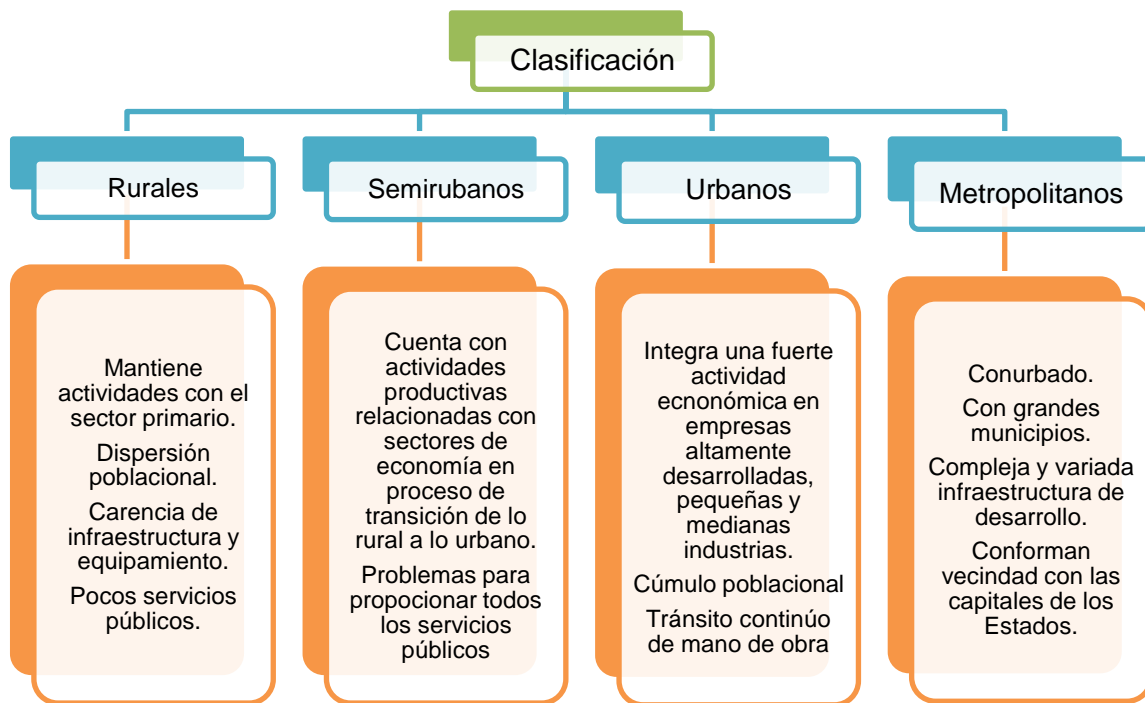 Clasificación
Rurales
Semirubanos
Urbanos
Metropolitanos
Mantiene
actividades con el
sector primario.
Dispersión
poblacional.
Carencia de
infraestructura y
equipamiento.
Pocos servicios
públicos.
Cuenta con
actividades
productivas
relacionadas con
sectores de
economía en
proceso de
transición de lo
rural a lo urbano.
Problemas para
propocionar todos
los servicios
públicos
Integra una fuerte
actividad
ecnonómica en
empresas
altamente
desarrolladas,
pequeñas y
medianas
industrias.
Cúmulo poblacional
Tránsito continúo
de mano de obra
Conurbado.
Con grandes
municipios.
Compleja y variada
infraestructura de
desarrollo.
Conforman
vecindad con las
capitales de los
Estados.